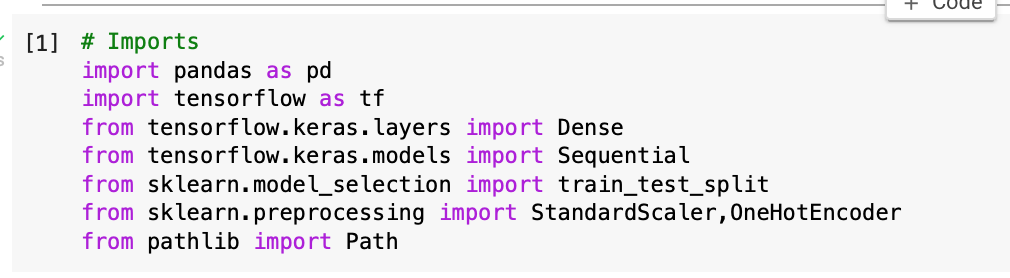 + Code
[1] # Imports
import pandas as pd
import tensorflow as tf
from tensorflow.keras.layers import Dense
from tensorflow.keras.models import Sequential
from sklearn.model_selection import train_test_split
from sklearn.preprocessing import StandardScaler,OneHotEncoder
from pathlib import Path